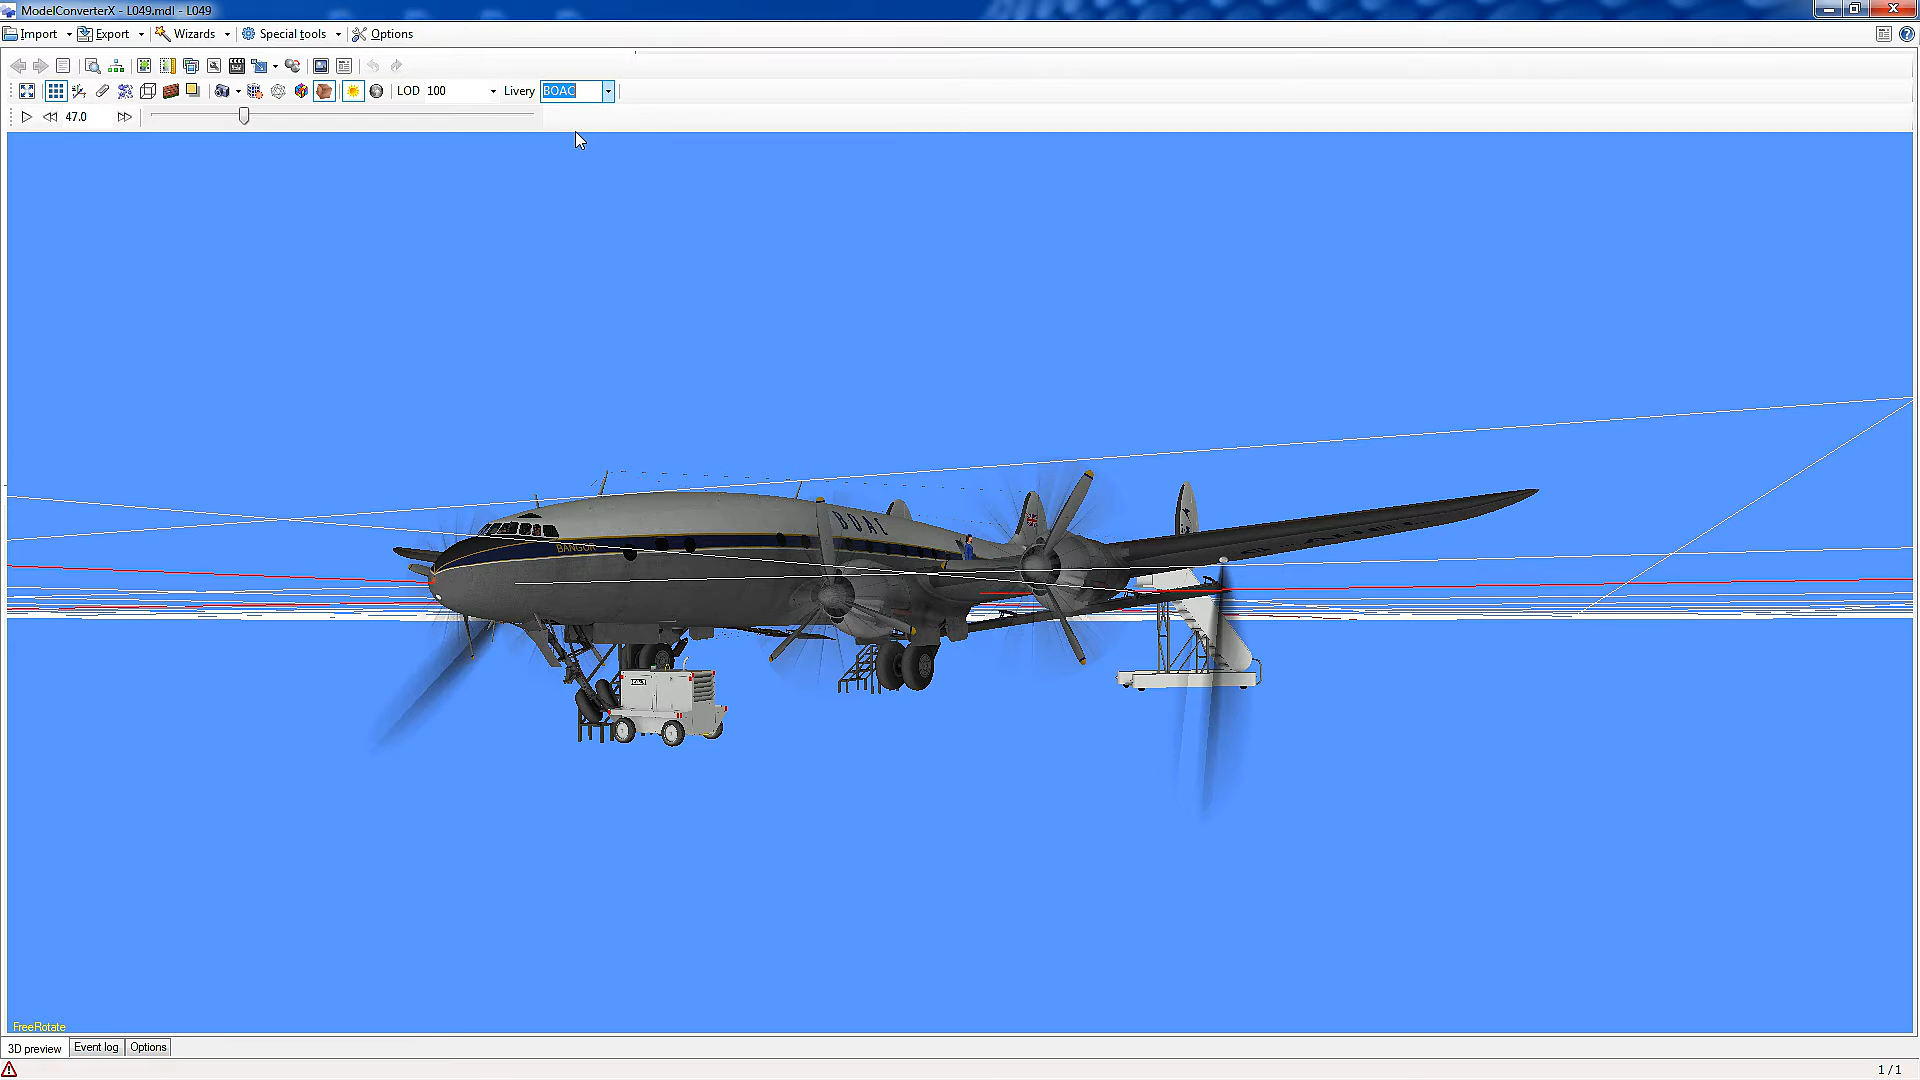 ModelConverterX - L049.mdl - L049
Import Export Wizards Special tools Options
LOD 100 Livery BOAC
47.0
BOAC
BANGOR
FreeRotate
3D preview Event log Options
1 / 1